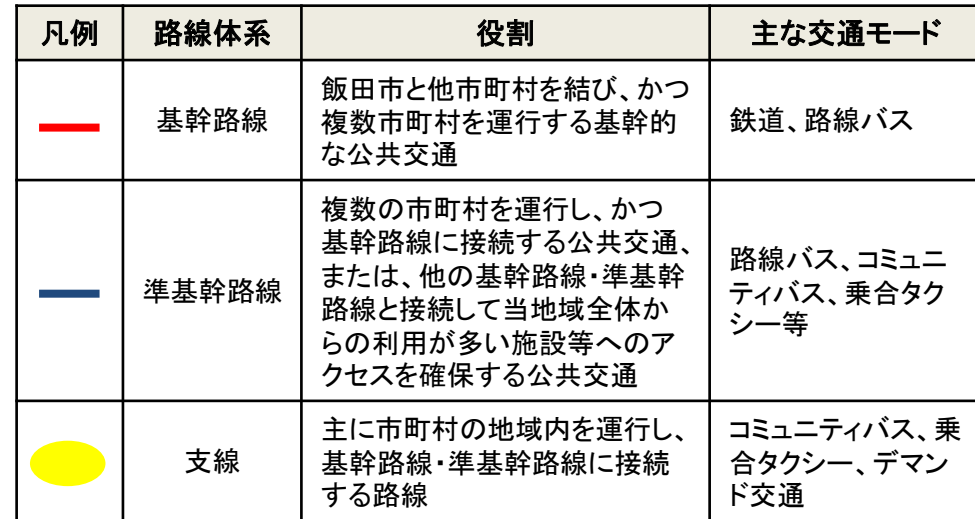 凡例
路線体系
役割
主な交通モード
基幹路線
飯田市と他市町村を結び、かつ
複数市町村を運行する基幹的
な公共交通
鉄道、路線バス
準基幹路線
複数の市町村を運行し、かつ
基幹路線に接続する公共交通、
または、他の基幹路線・準基幹
路線と接続して当地域全体か
らの利用が多い施設等へのア
クセスを確保する公共交通
路線バス、コミュニ
ティバス、乗合タク
シー等
支線
主に市町村の地域内を運行し、
基幹路線・準基幹路線に接続
する路線
コミュニティバス、乗
合タクシー、デマン
ド交通